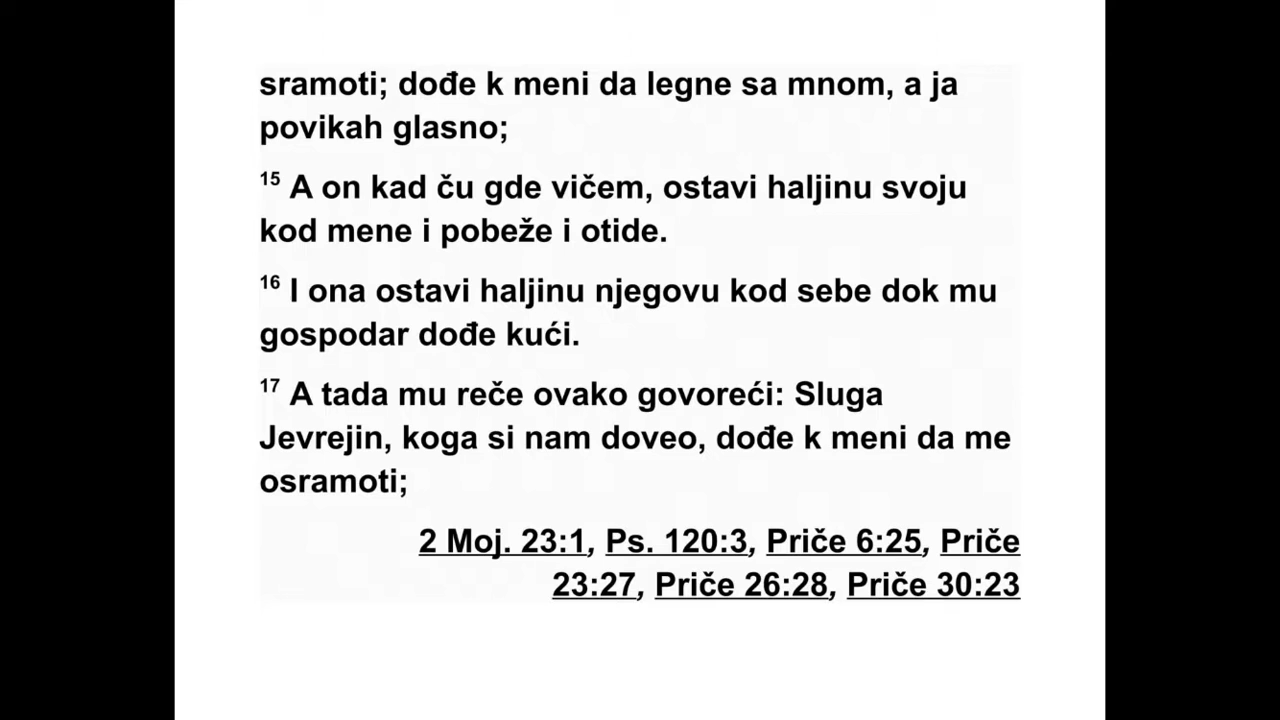 sramoti; dođe k meni da legne sa mnom, a ja
povikah glasno;
15 A on kad ču gde vičem, ostavi haljinu svoju
kod mene i pobeže i otide.
16 I ona ostavi haljinu njegovu kod sebe dok mu
gospodar dođe kući.
17 A tada mu reče ovako govoreći: Sluga
Jevrejin, koga si nam doveo, dođe k meni da me
osramoti;
2 Moj. 23:1, Ps. 120:3, Priče 6:25, Priče
23:27, Priče 26:28, Priče 30:23